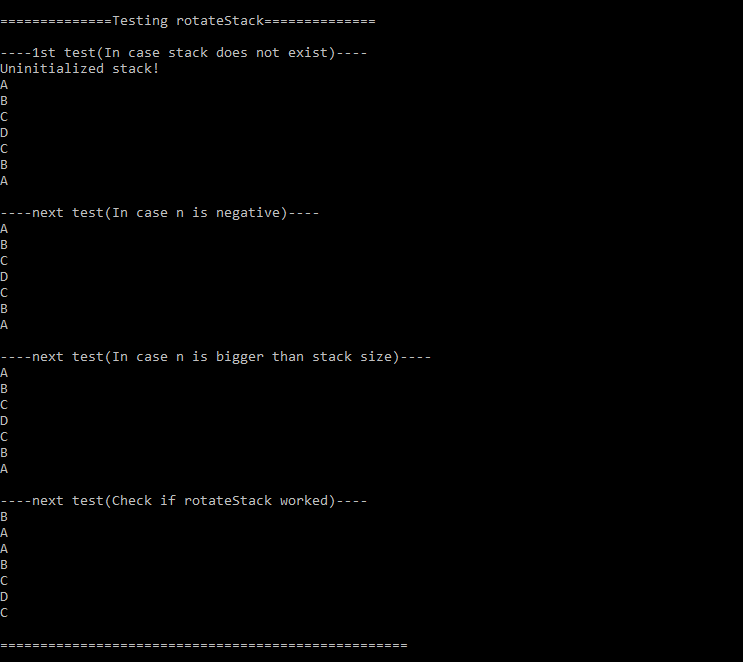 ==============Testing rotateStack==============
----1st test(In case stack does not exist)----
Uninitialized stack!
A
B
C
D
C
B
A
----next test(In case n is negative)----
A
B
C
D
C
B
A
----next test(In case n is bigger than stack size)----
A
B
C
D
C
B
A
----next test(Check if rotateStack worked)----
B
A
A
B
C
D
C
===================================================